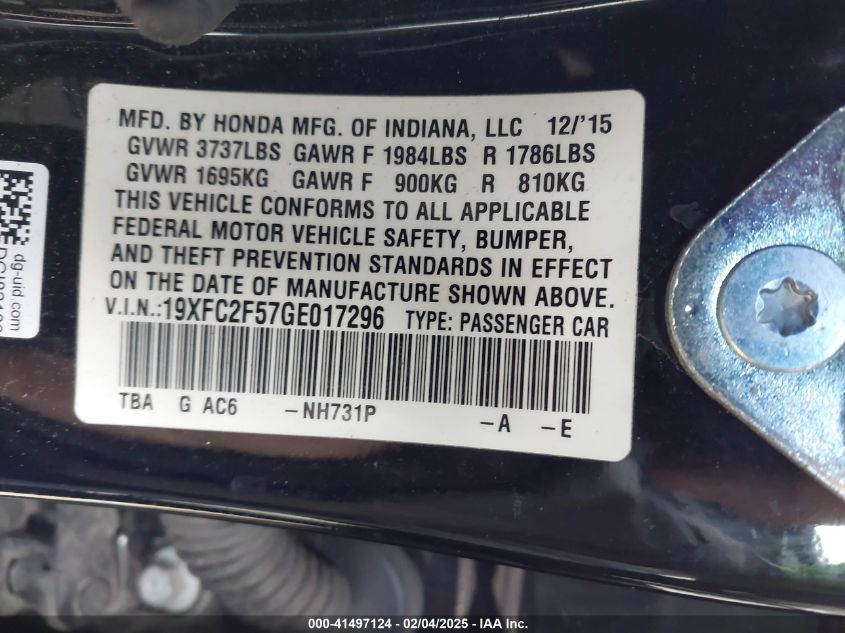 MFD. BY HONDA MFG. OF INDIANA, LLC 12/'15
GVWR 3737LBS GAWR F 1984LBS R 1786LBS
GVWR 1695KG GAWR F 900KG R 810KG
THIS VEHICLE CONFORMS TO ALL APPLICABLE
FEDERAL MOTOR VEHICLE SAFETY, BUMPER,
AND THEFT PREVENTION STANDARDS IN EFFECT
ON THE DATE OF MANUFACTURE SHOWN ABOVE.
V.I.N.:19XFC2F57GE017296 TYPE: PASSENGER CAR
TBA G AC6 -NH731P -A -E
dg-uid.com
000-41497124 - 02/04/2025 - IAA Inc.